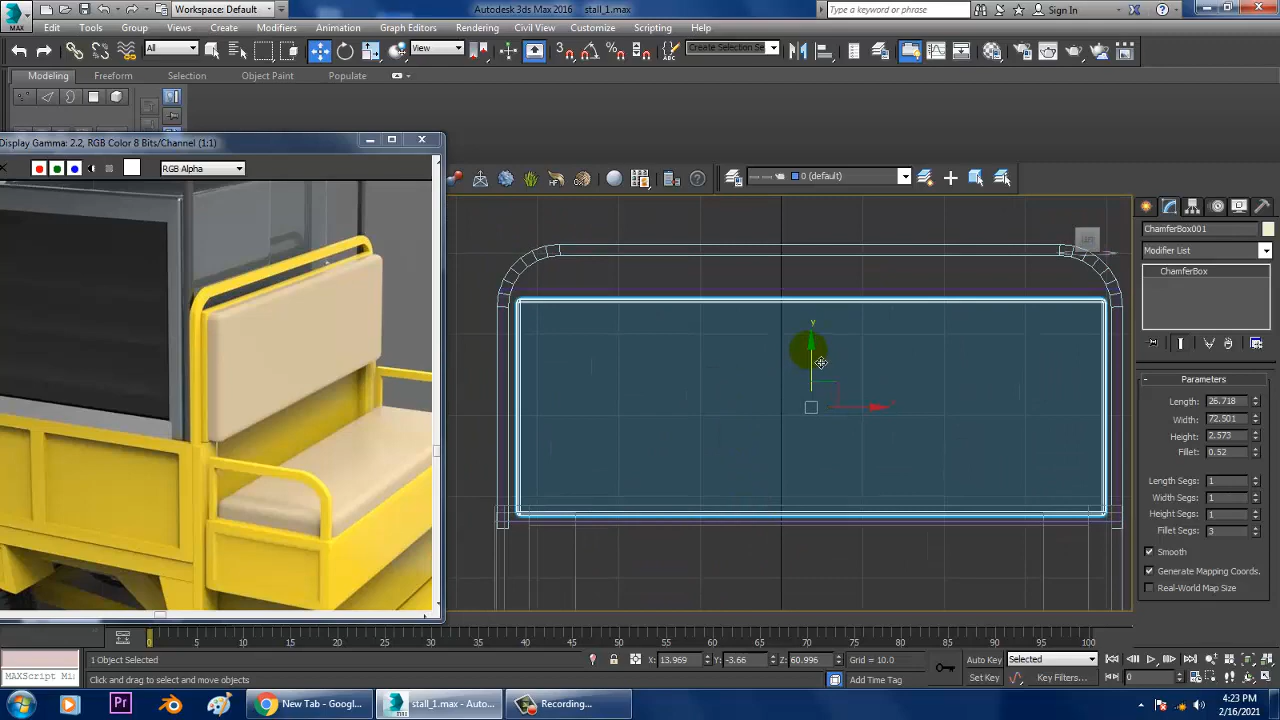 Workspace: Default
Autodesk 3ds Max 2016
stall_1.max
Type a keyword or phrase
Sign In
MAX
Edit
Tools
Group
Views
Create
Modifiers
Animation
Graph Editors
Rendering
Civil View
Customize
Scripting
Help
All
View
Create Selection Se
Modeling
Freeform
Selection
Object Paint
Populate
Display Gamma: 2.2, RGB Color 8 Bits/Channel (1:1)
RGB Alpha
0 (default)
ChamferBox001
Modifier List
ChamferBox
y
Parameters
Length: 26.718
Width: 72.501
Height: 2.573
Fillet: 0.52
Length Segs: 1
Width Segs: 1
Height Segs: 1
Fillet Segs: 3
Smooth
Generate Mapping Coords.
Real-World Map Size
0 5 10 15 20 25 30 35 40 45 50 55 60 65 70 75 80 85 90 95 100
1 Object Selected
X: 13.969
Y: -3.66
Z: 60.996
Grid = 10.0
Auto Key
Selected
MAXScript Mi
Click and drag to select and move objects
Add Time Tag
Set Key
Key Filters...
0
New Tab - Goog...
stall_1.max - Auto...
Recording...
4:23 PM
2/16/2021